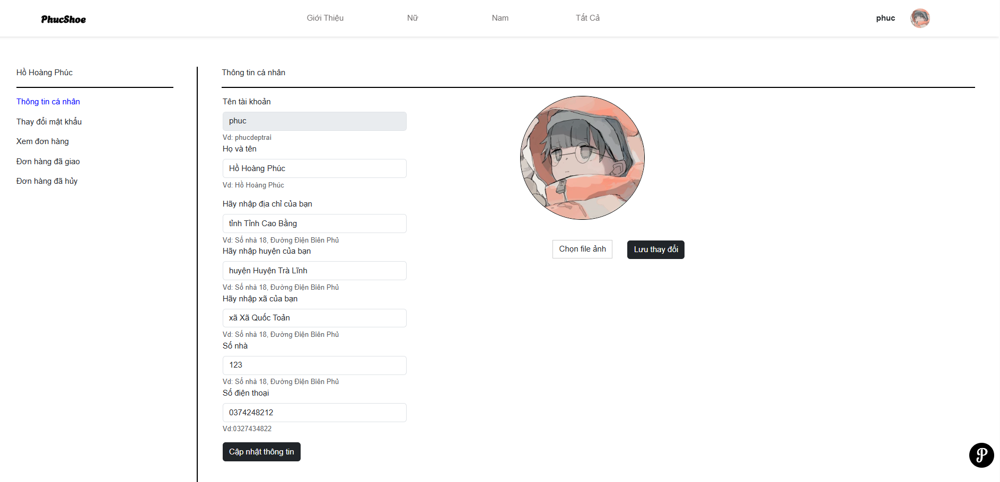 PhucShoe
Giới Thiệu
Nữ
Nam
Tất Cả
phuc
Hồ Hoàng Phúc
Thông tin cá nhân
Thay đổi mật khẩu
Xem đơn hàng
Đơn hàng đã giao
Đơn hàng đã hủy
Thông tin cá nhân
Tên tài khoản
phuc
Vd: phucdeptrai
Họ và tên
Hồ Hoàng Phúc
Vd: Hồ Hoàng Phúc
Hãy nhập địa chỉ của bạn
tỉnh Tỉnh Cao Bằng
Vd: Số nhà 18, Đường Điện Biên Phủ
Hãy nhập huyện của bạn
huyện Huyện Trà Lĩnh
Vd: Số nhà 18, Đường Điện Biên Phủ
Hãy nhập xã của bạn
xã Xã Quốc Toản
Vd: Số nhà 18, Đường Điện Biên Phủ
Số nhà
123
Vd: Số nhà 18, Đường Điện Biên Phủ
Số điện thoại
0374248212
Vd:0327434822
Cập nhật thông tin
Chọn file ảnh
Lưu thay đổi
P